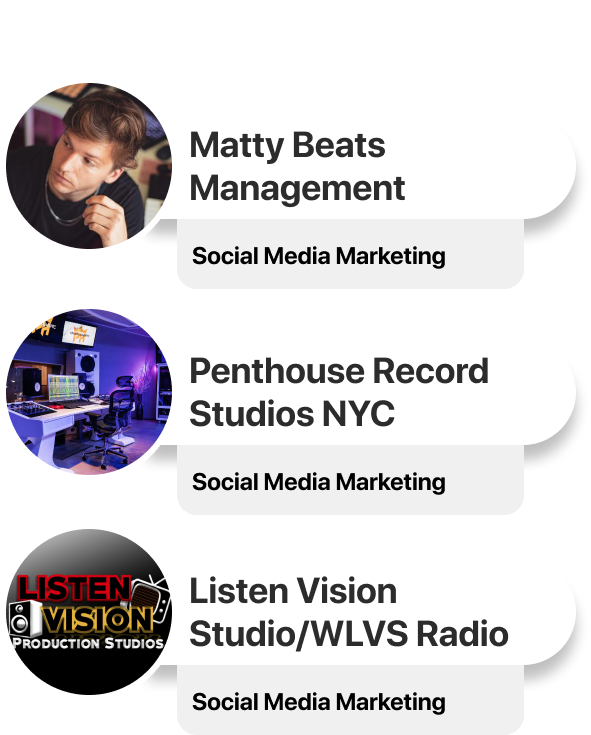 Matty Beats
Management
Social Media Marketing
Penthouse Record
Studios NYC
Social Media Marketing
LISTEN
VISION
PRODUCTION STUDIOS
Listen Vision
Studio/WLVS Radio
Social Media Marketing